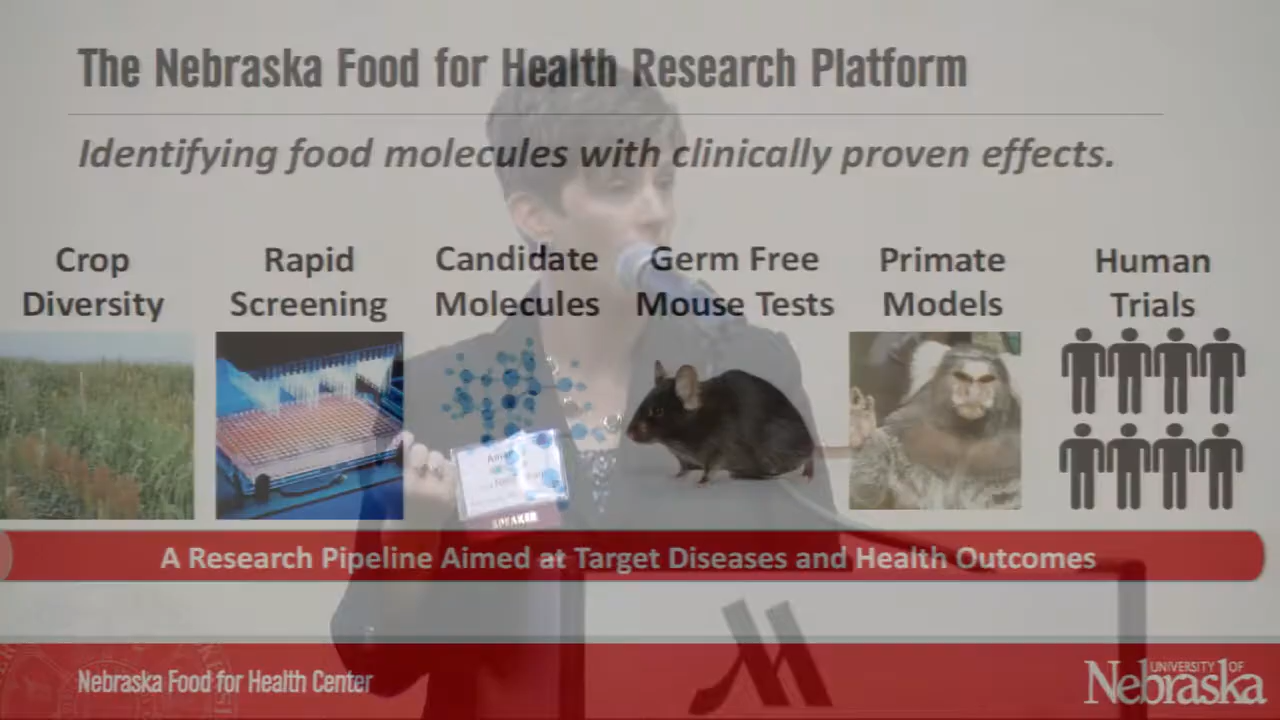 The Nebraska Food for Health Research Platform
Identifying food molecules with clinically proven effects.
Crop
Diversity
Rapid
Screening
Candidate
Molecules
Germ Free
Mouse Tests
Primate
Models
Human
Trials
SPEAKER
A Research Pipeline Aimed at Target Diseases and Health Outcomes
Nebraska Food for Health Center
UNIVERSITY OF
Nebraska